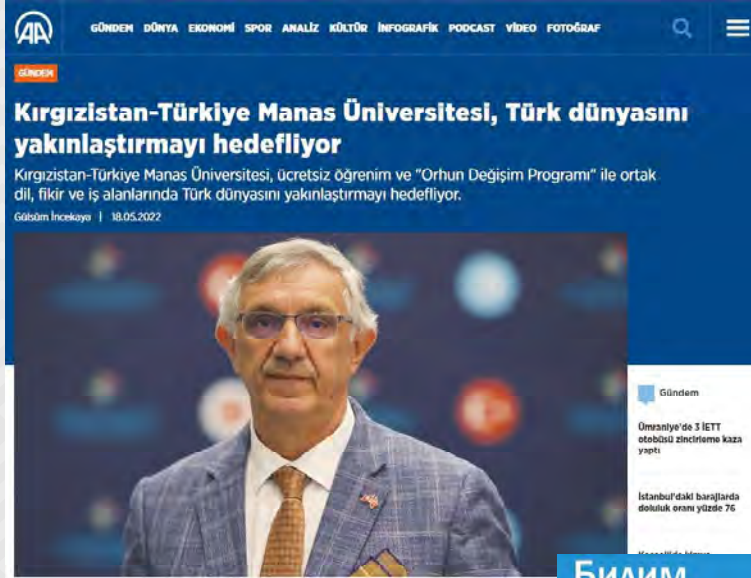 AA
GÜNDEM DÜNYA EKONOMİ SPOR ANALİZ KÜLTÜR İNFOGRAFİK PODCAST VİDEO FOTOĞRAF
GÜNDEM
Kırgızistan-Türkiye Manas Üniversitesi, Türk dünyasını
yakınlaştırmayı hedefliyor
Kırgızistan-Türkiye Manas Üniversitesi, ücretsiz öğrenim ve "Orhun Değişim Programı" ile ortak
dil, fikir ve iş alanlarında Türk dünyasını yakınlaştırmayı hedefliyor.
Gülsüm İncekaya | 18.05.2022
Gündem
Ümraniye'de 3 İETT
otobüsü zincirleme kaza
yaptı
İstanbul'daki barajlarda
doluluk oranı yüzde 76
Билим